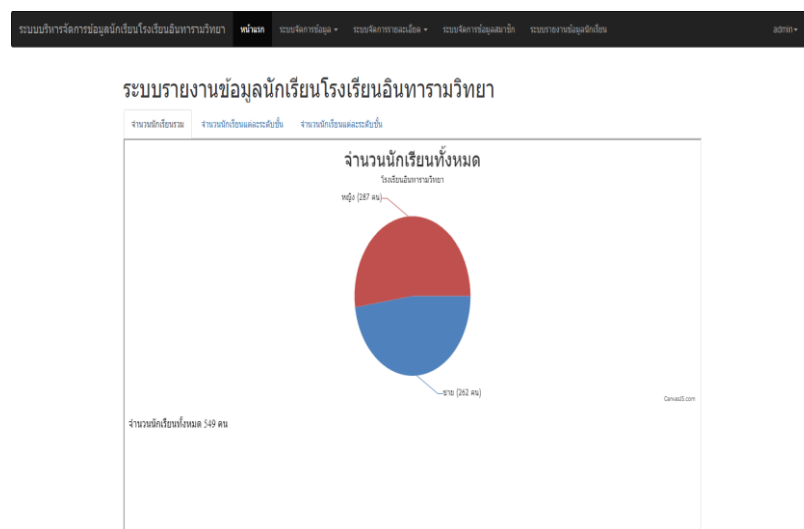 ระบบบริหารจัดการข้อมูลนักเรียนโรงเรียนอินทารามวิทยา หน้าแรก ระบบจัดการข้อมูล ระบบจัดการรายละเอียด ระบบจัดการข้อมูลสมาชิก ระบบรายงานข้อมูลนักเรียน admin
ระบบรายงานข้อมูลนักเรียนโรงเรียนอินทารามวิทยา
จำนวนนักเรียนรวม จำนวนนักเรียนแต่ละระดับชั้น จำนวนนักเรียนแต่ละระดับชั้น
จำนวนนักเรียนทั้งหมด
โรงเรียนอินทารามวิทยา
หญิง (287 คน)
ชาย (262 คน)
CanvasJS.com
จำนวนนักเรียนทั้งหมด 549 คน